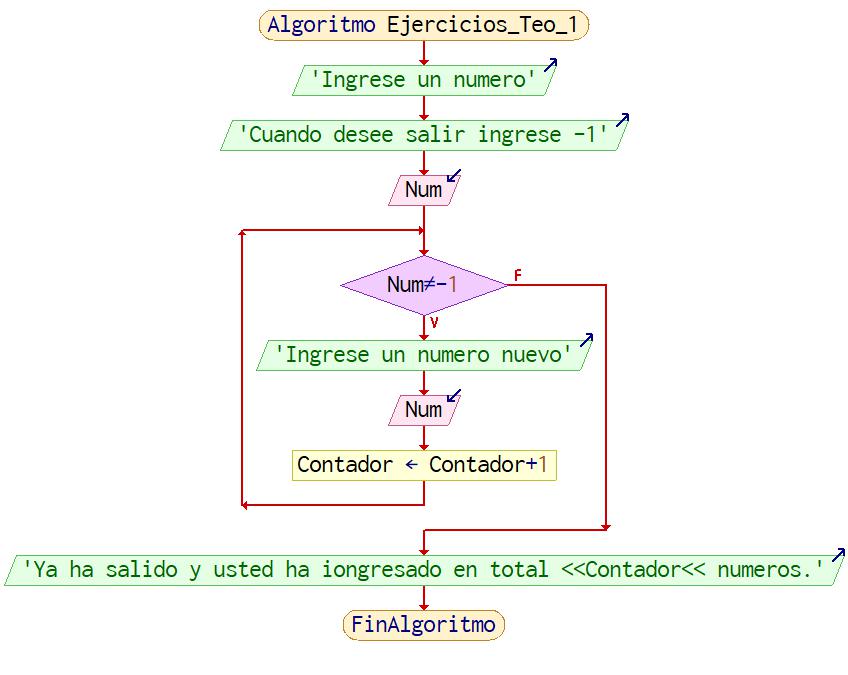 Algoritmo Ejercicios_Teo_1
'Ingrese un numero'
'Cuando desee salir ingrese -1'
Num
Num≠-1
F
V
'Ingrese un numero nuevo'
Num
Contador ← Contador+1
'Ya ha salido y usted ha iongresado en total <<Contador<< numeros.'
FinAlgoritmo